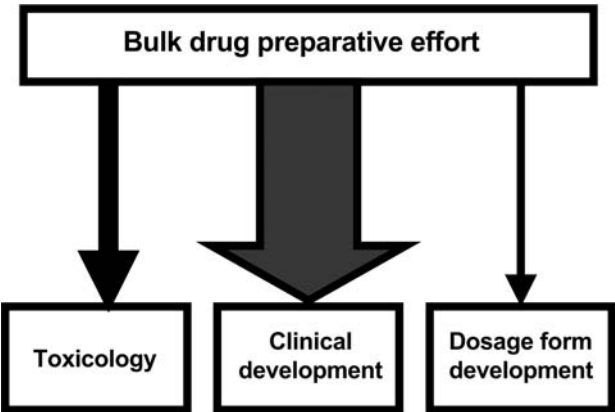 Bulk drug preparative effort
Toxicology
Clinical
development
Dosage form
development